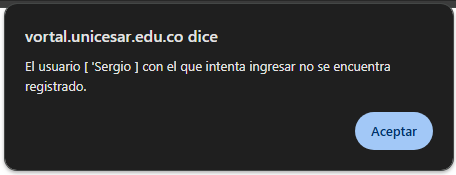 vortal.unicesar.edu.co dice
El usuario [ 'Sergio ] con el que intenta ingresar no se encuentra
registrado.
Aceptar